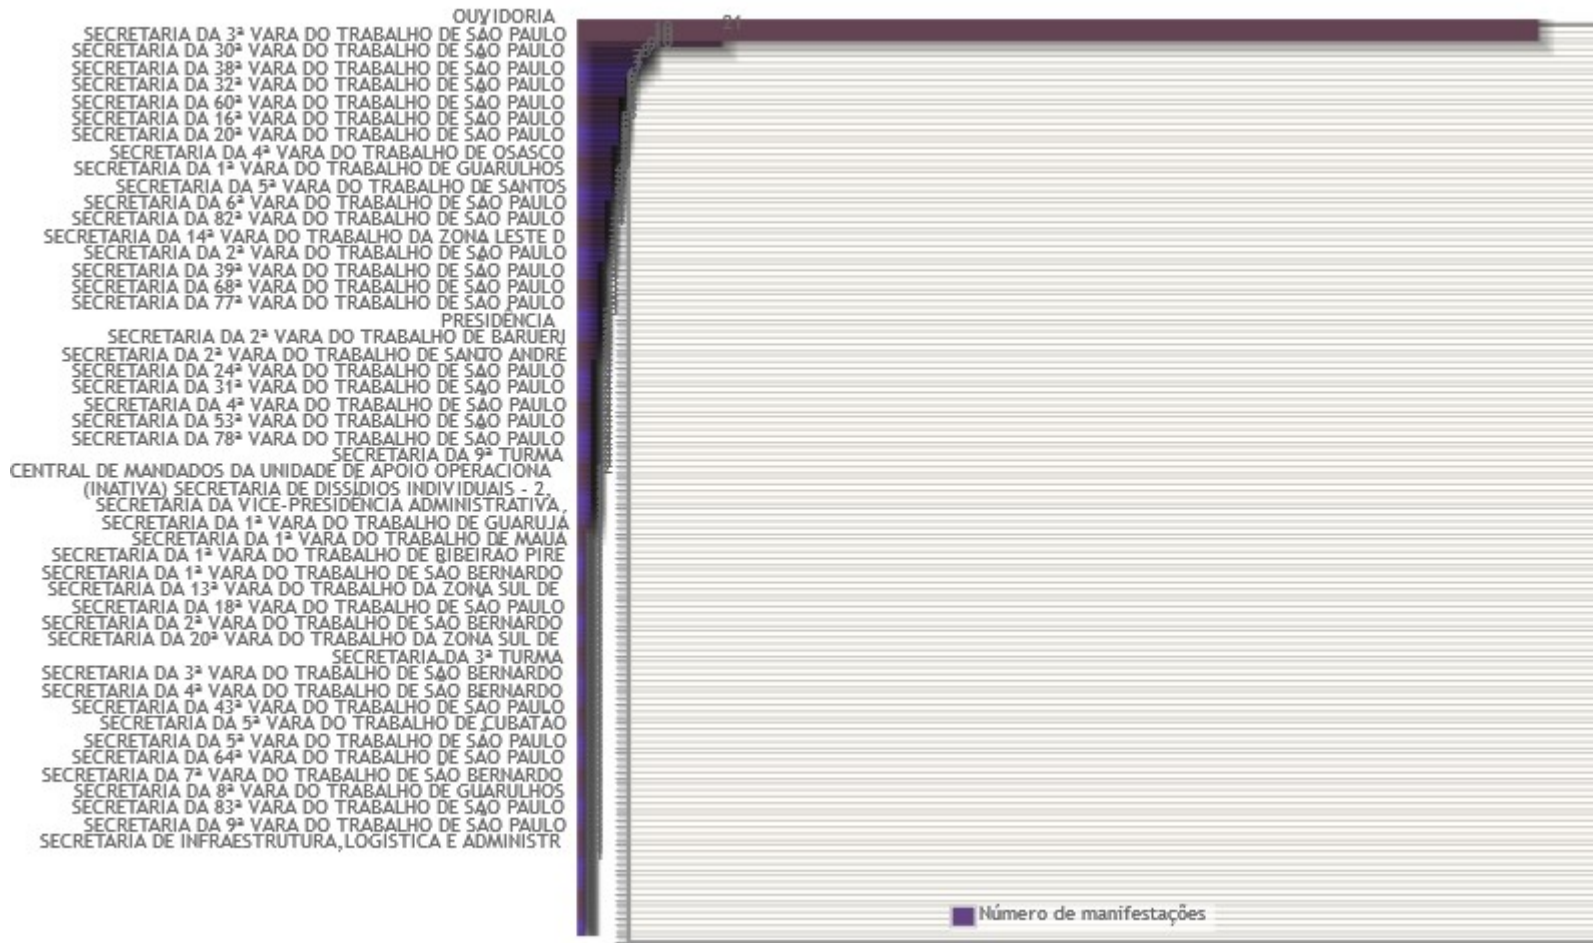 OUVIDORIA
SECRETARIA DA 3ª VARA DO TRABALHO DE SÃO PAULO
SECRETARIA DA 30ª VARA DO TRABALHO DE SÃO PAULO
SECRETARIA DA 38ª VARA DO TRABALHO DE SÃO PAULO
SECRETARIA DA 32ª VARA DO TRABALHO DE SÃO PAULO
SECRETARIA DA 60ª VARA DO TRABALHO DE SÃO PAULO
SECRETARIA DA 16ª VARA DO TRABALHO DE SÃO PAULO
SECRETARIA DA 20ª VARA DO TRABALHO DE SÃO PAULO
SECRETARIA DA 4ª VARA DO TRABALHO DE OSASCO
SECRETARIA DA 1ª VARA DO TRABALHO DE GUARULHOS
SECRETARIA DA 5ª VARA DO TRABALHO DE SANTOS
SECRETARIA DA 6ª VARA DO TRABALHO DE SÃO PAULO
SECRETARIA DA 82ª VARA DO TRABALHO DE SÃO PAULO
SECRETARIA DA 14ª VARA DO TRABALHO DA ZONA LESTE D
SECRETARIA DA 2ª VARA DO TRABALHO DE SÃO PAULO
SECRETARIA DA 39ª VARA DO TRABALHO DE SÃO PAULO
SECRETARIA DA 68ª VARA DO TRABALHO DE SÃO PAULO
SECRETARIA DA 77ª VARA DO TRABALHO DE SÃO PAULO
PRESIDÊNCIA
SECRETARIA DA 2ª VARA DO TRABALHO DE BARUERI
SECRETARIA DA 2ª VARA DO TRABALHO DE SANTO ANDRÉ
SECRETARIA DA 24ª VARA DO TRABALHO DE SÃO PAULO
SECRETARIA DA 31ª VARA DO TRABALHO DE SÃO PAULO
SECRETARIA DA 4ª VARA DO TRABALHO DE SÃO PAULO
SECRETARIA DA 53ª VARA DO TRABALHO DE SÃO PAULO
SECRETARIA DA 78ª VARA DO TRABALHO DE SÃO PAULO
SECRETARIA DA 9ª TURMA
CENTRAL DE MANDADOS DA UNIDADE DE APOIO OPERACIONA
(INATIVA) SECRETARIA DE DISSÍDIOS INDIVIDUAIS - 2,
SECRETARIA DA VICE-PRESIDÊNCIA ADMINISTRATIVA,
SECRETARIA DA 1ª VARA DO TRABALHO DE GUARUJÁ
SECRETARIA DA 1ª VARA DO TRABALHO DE MAUÁ
SECRETARIA DA 1ª VARA DO TRABALHO DE RIBEIRÃO PIRE
SECRETARIA DA 1ª VARA DO TRABALHO DE SÃO BERNARDO
SECRETARIA DA 13ª VARA DO TRABALHO DA ZONA SUL DE
SECRETARIA DA 18ª VARA DO TRABALHO DE SÃO PAULO
SECRETARIA DA 2ª VARA DO TRABALHO DE SÃO BERNARDO
SECRETARIA DA 20ª VARA DO TRABALHO DA ZONA SUL DE
SECRETARIA DA 3ª TURMA
SECRETARIA DA 3ª VARA DO TRABALHO DE SÃO BERNARDO
SECRETARIA DA 4ª VARA DO TRABALHO DE SÃO BERNARDO
SECRETARIA DA 43ª VARA DO TRABALHO DE SÃO PAULO
SECRETARIA DA 5ª VARA DO TRABALHO DE CUBATÃO
SECRETARIA DA 5ª VARA DO TRABALHO DE SÃO PAULO
SECRETARIA DA 64ª VARA DO TRABALHO DE SÃO PAULO
SECRETARIA DA 7ª VARA DO TRABALHO DE SÃO BERNARDO
SECRETARIA DA 8ª VARA DO TRABALHO DE GUARULHOS
SECRETARIA DA 83ª VARA DO TRABALHO DE SÃO PAULO
SECRETARIA DA 9ª VARA DO TRABALHO DE SÃO PAULO
SECRETARIA DE INFRAESTRUTURA,LOGÍSTICA E ADMINISTR
21
Número de manifestações